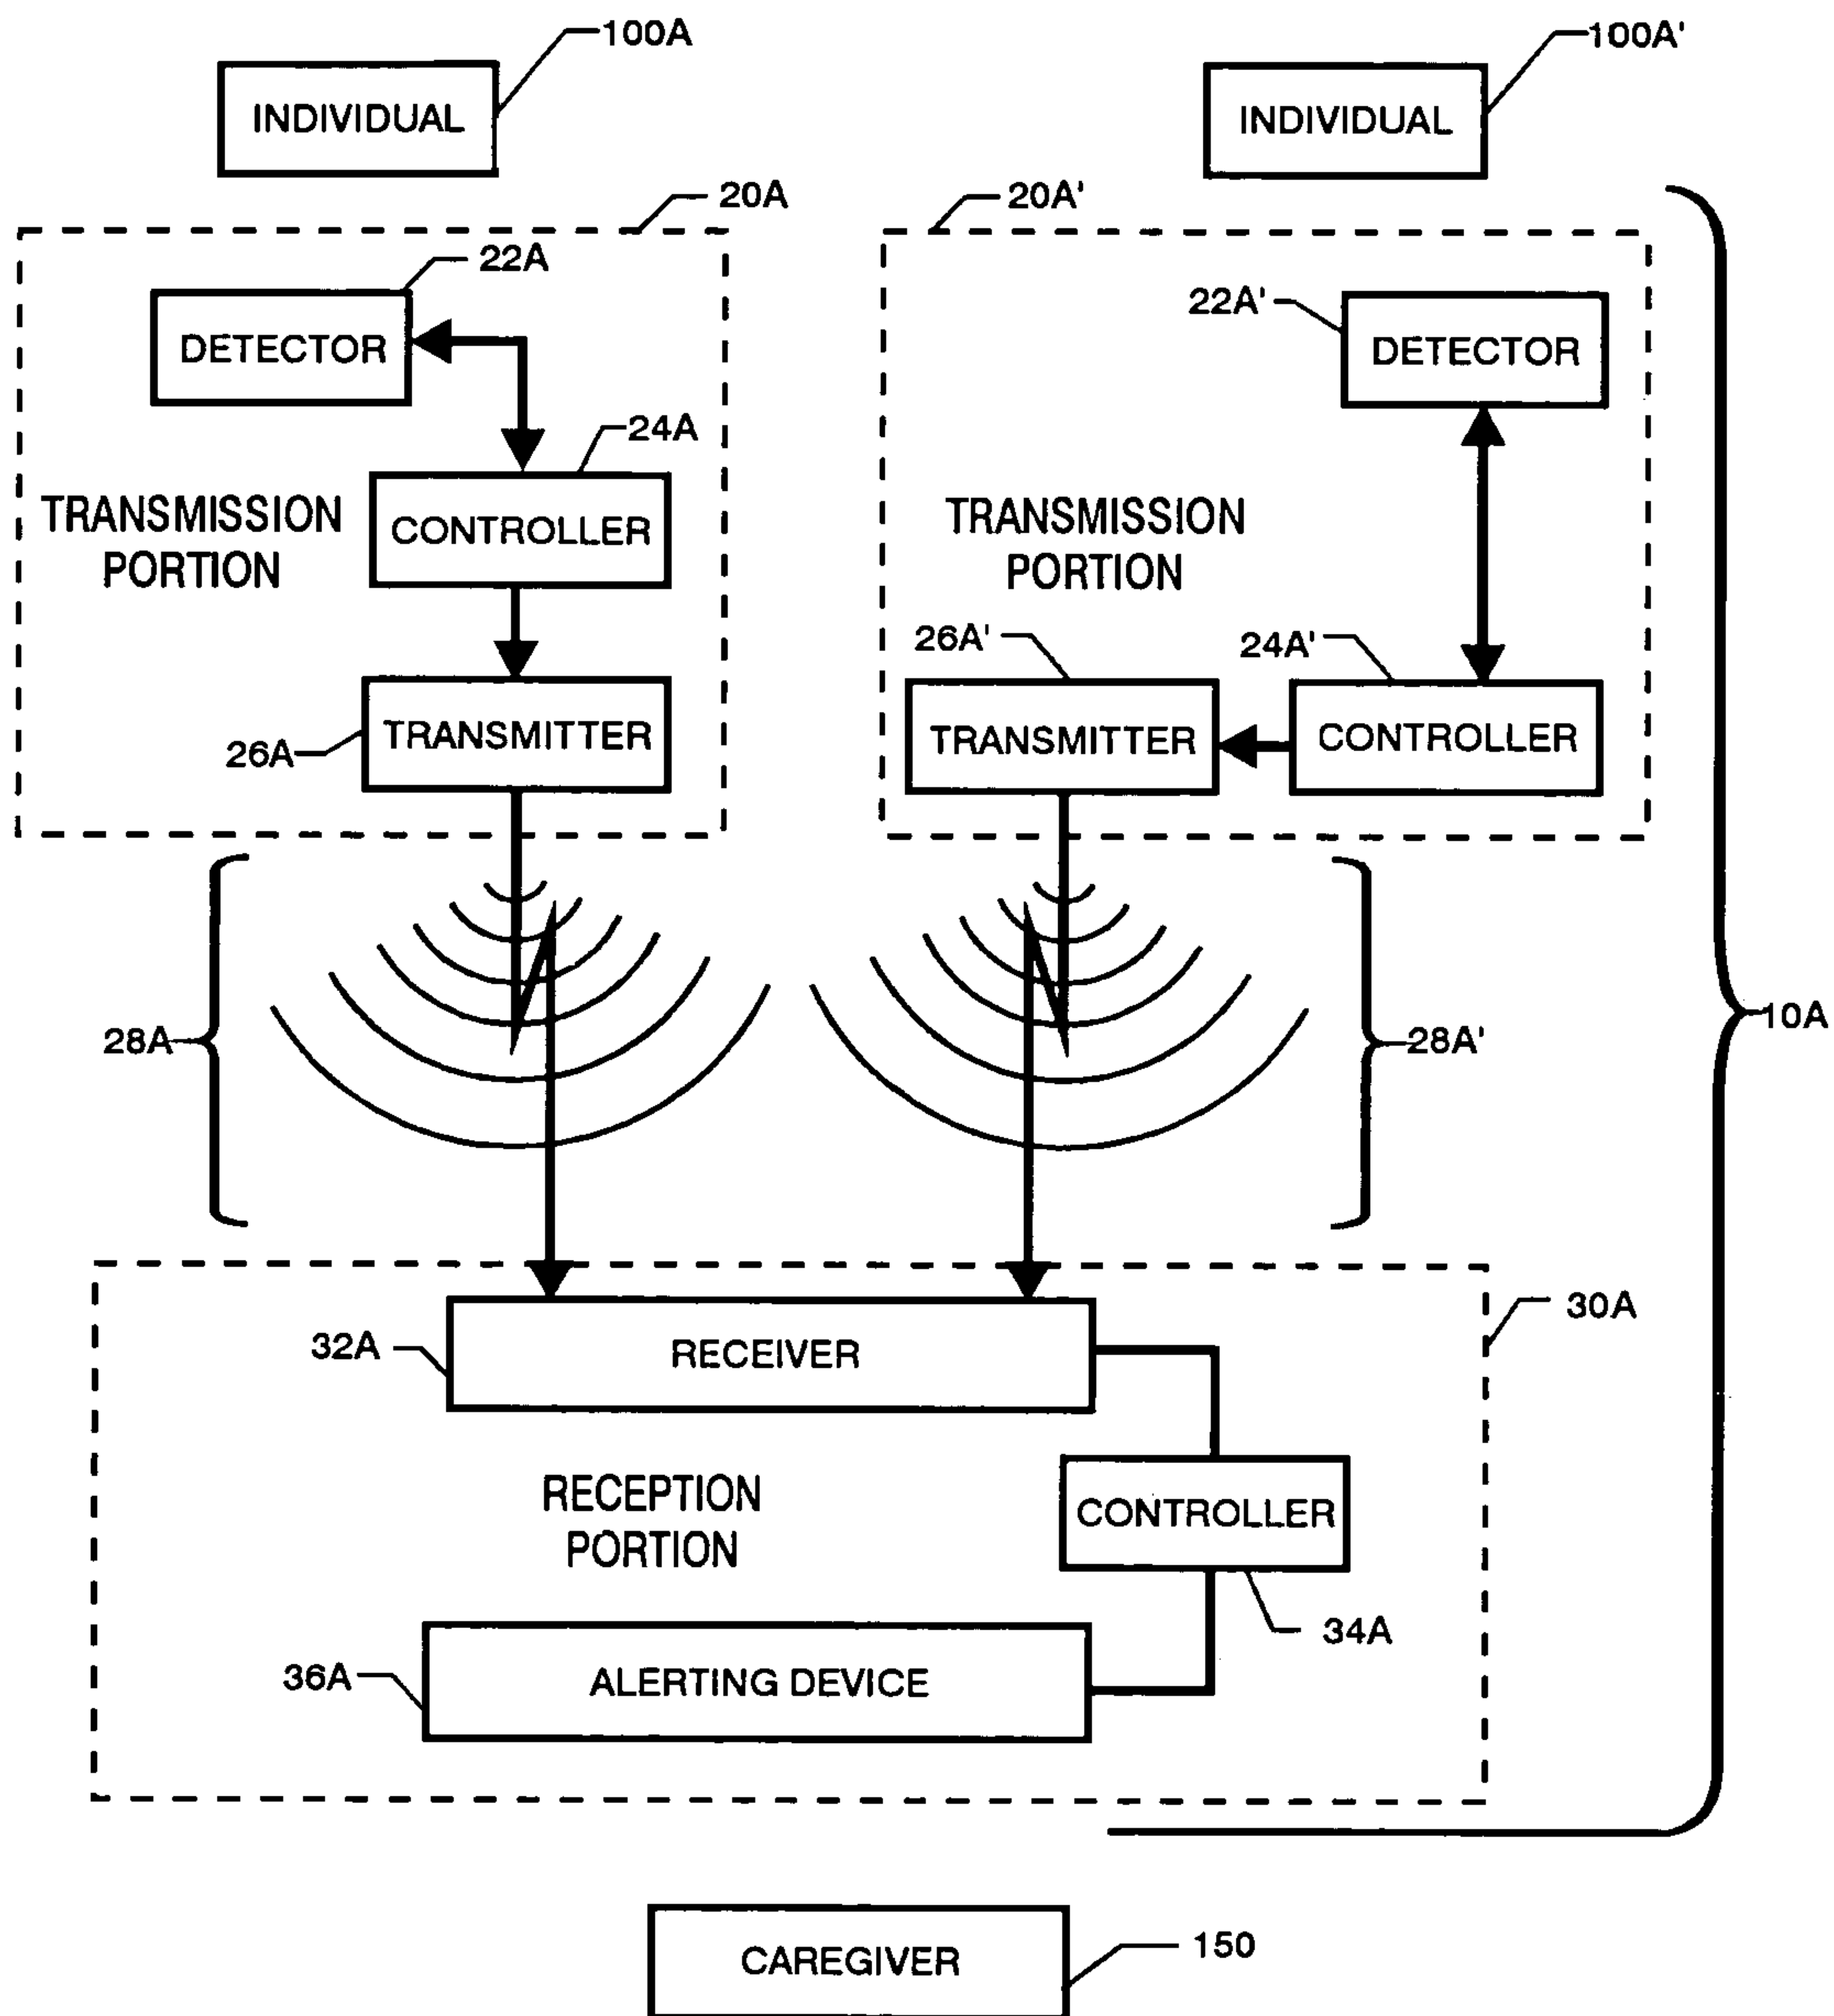 100A
100A'
INDIVIDUAL
INDIVIDUAL
20A
20A'
22A
22A'
DETECTOR
DETECTOR
24A
TRANSMISSION
PORTION
CONTROLLER
TRANSMISSION
PORTION
26A'
24A'
26A
TRANSMITTER
TRANSMITTER
CONTROLLER
28A
28A'
10A
30A
32A
RECEIVER
RECEPTION
PORTION
CONTROLLER
34A
36A
ALERTING DEVICE
CAREGIVER
150